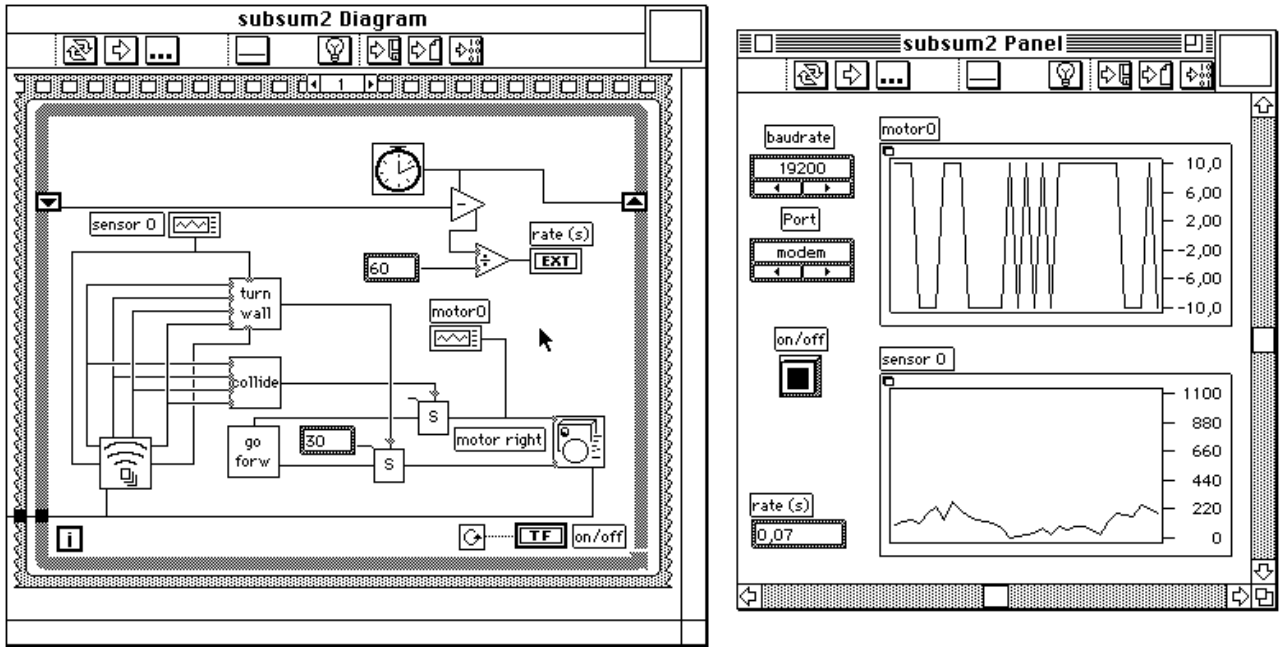 subsum2 Diagram
1
sensor 0
rate (s)
60
EXT
turn
wall
motor0
collide
S
go
forw
30
S
motor right
i
TF
on/off
subsum2 Panel
baudrate
19200
Port
modem
on/off
rate (s)
0,07
motor0
10,0
6,00
2,00
-2,00
-6,00
-10,0
sensor 0
1100
880
660
440
220
0